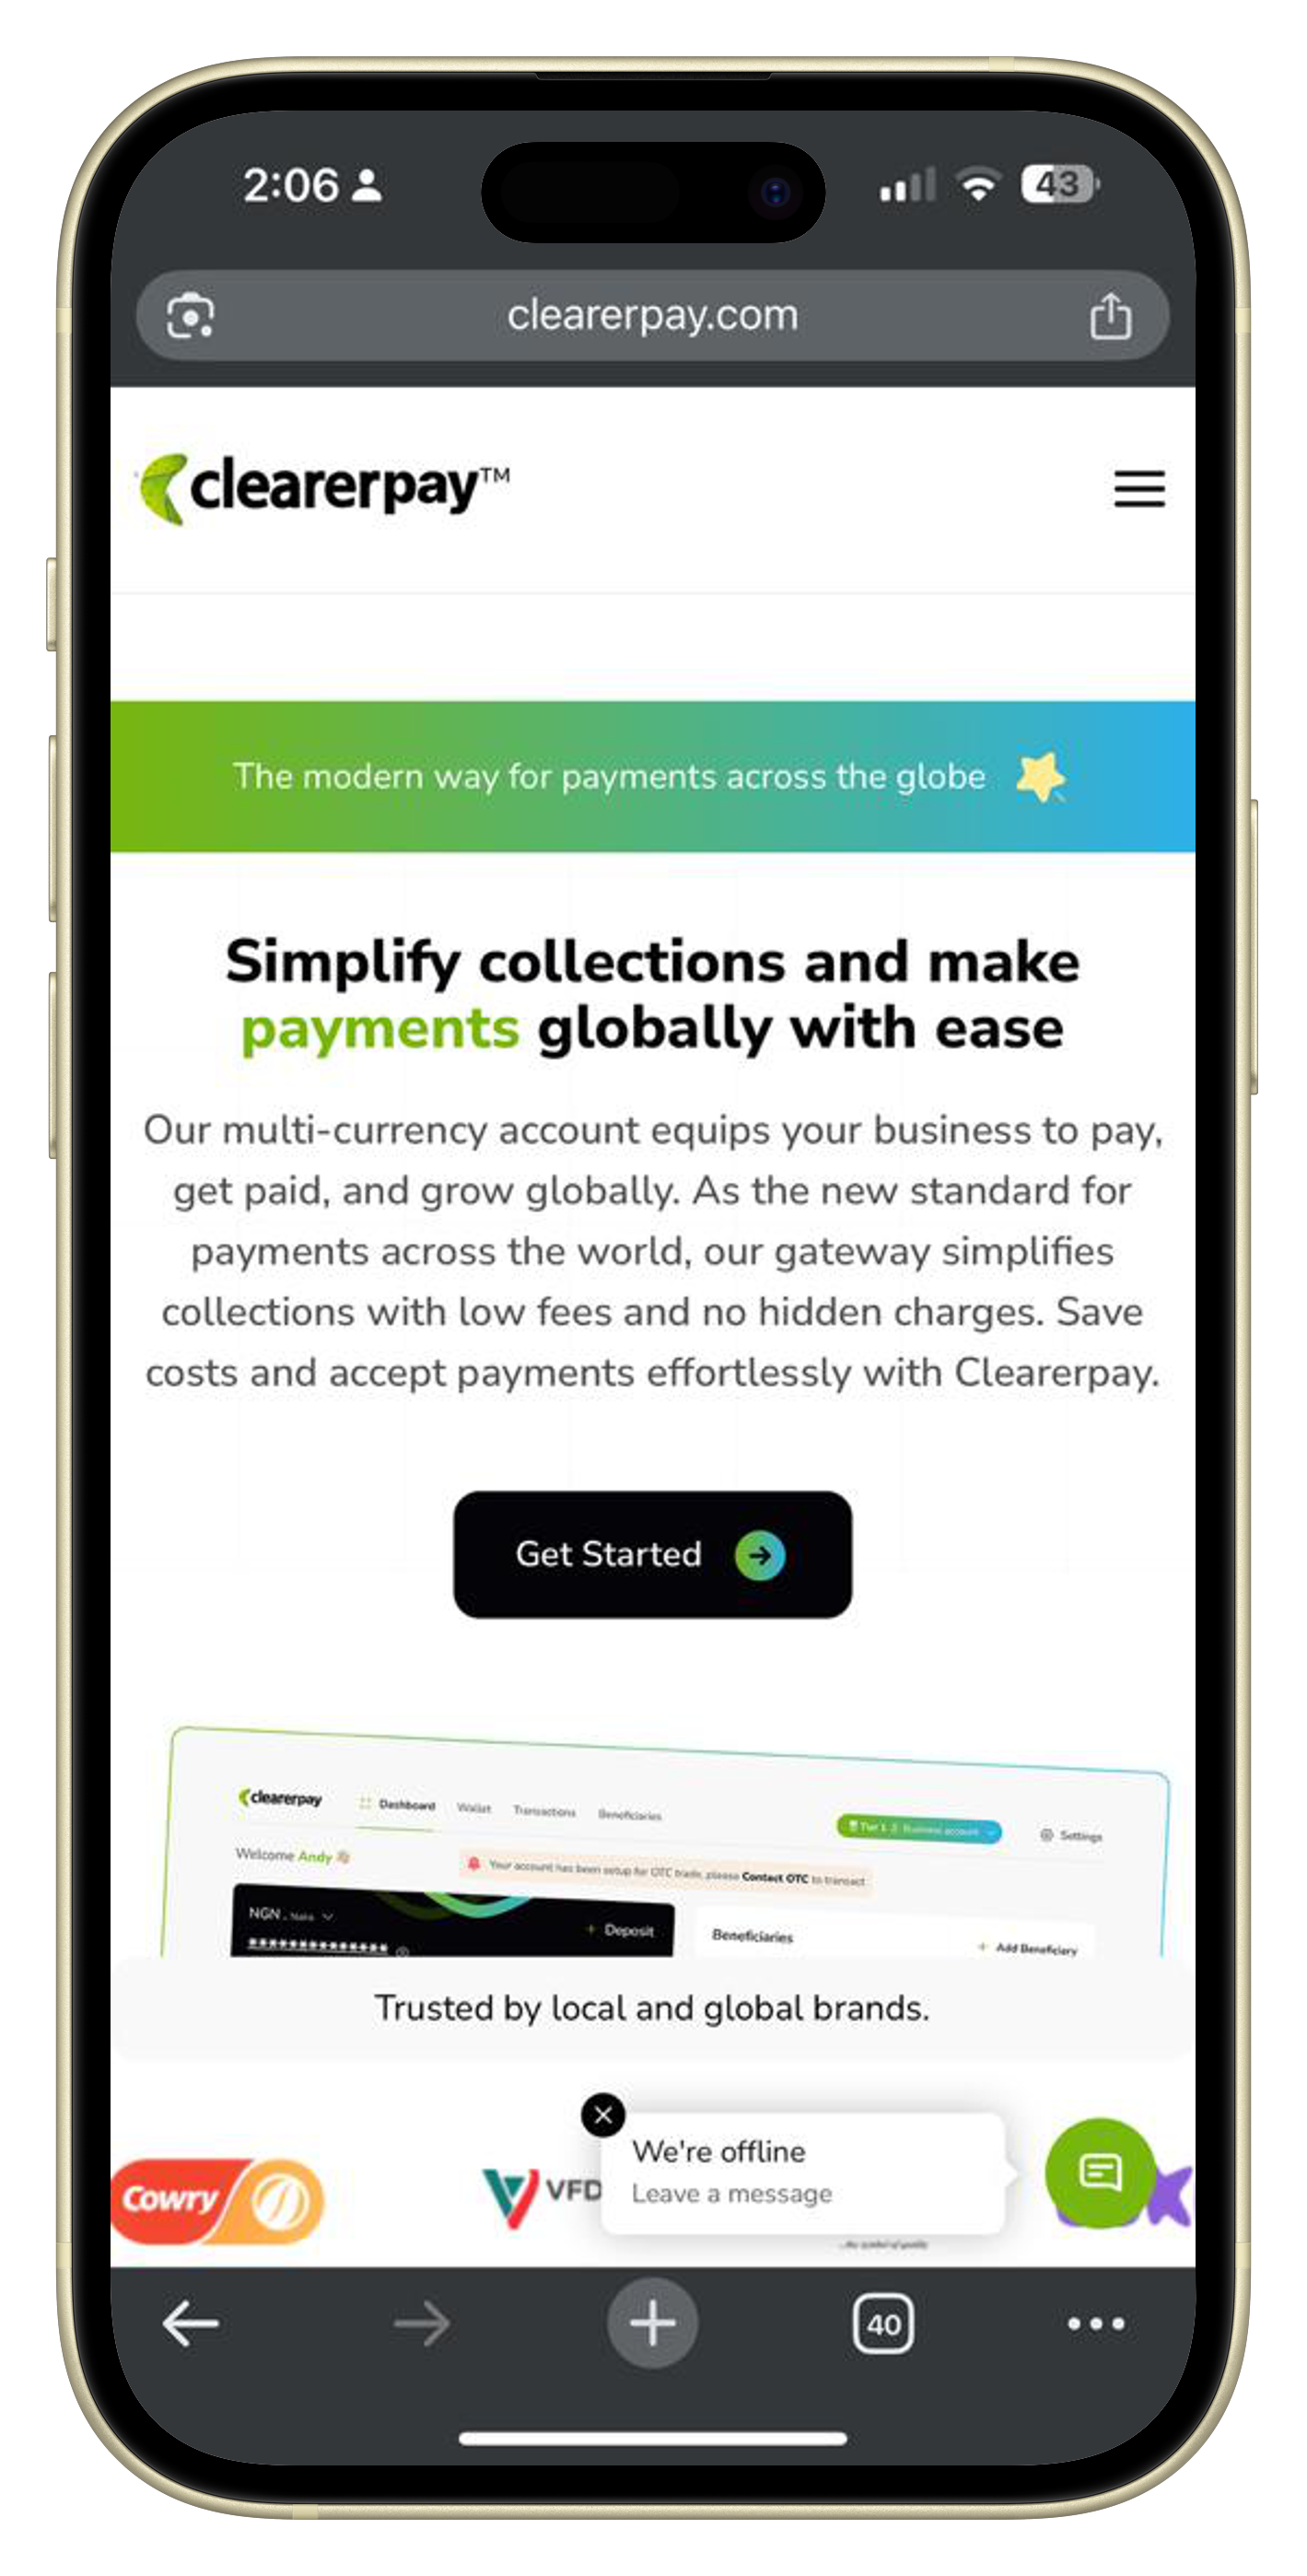 2:06
43
clearerpay.com
clearerpay™
The modern way for payments across the globe
Simplify collections and make
payments globally with ease
Our multi-currency account equips your business to pay,
get paid, and grow globally. As the new standard for
payments across the world, our gateway simplifies
collections with low fees and no hidden charges. Save
costs and accept payments effortlessly with Clearerpay.
Get Started
clearerpay Dashboard Wallet Transactions Beneficiaries
Business account Settings
Welcome Andy
Your account has been setup for OTC trade, please Contact OTC to transact
NGN
+ Deposit
**************
Beneficiaries
+ Add Beneficiary
Trusted by local and global brands.
Cowry
VFD
We're offline
Leave a message
40